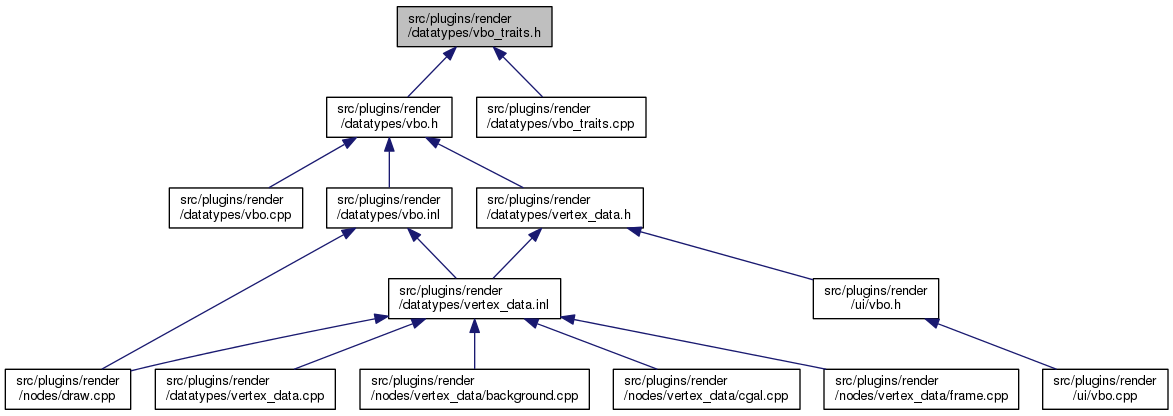 src/plugins/render
/datatypes/vbo_traits.h
src/plugins/render
/datatypes/vbo.h
src/plugins/render
/datatypes/vbo_traits.cpp
src/plugins/render
/datatypes/vbo.cpp
src/plugins/render
/datatypes/vbo.inl
src/plugins/render
/datatypes/vertex_data.h
src/plugins/render
/datatypes/vertex_data.inl
src/plugins/render
/ui/vbo.h
src/plugins/render
/nodes/draw.cpp
src/plugins/render
/datatypes/vertex_data.cpp
src/plugins/render
/nodes/vertex_data/background.cpp
src/plugins/render
/nodes/vertex_data/cgal.cpp
src/plugins/render
/nodes/vertex_data/frame.cpp
src/plugins/render
/ui/vbo.cpp